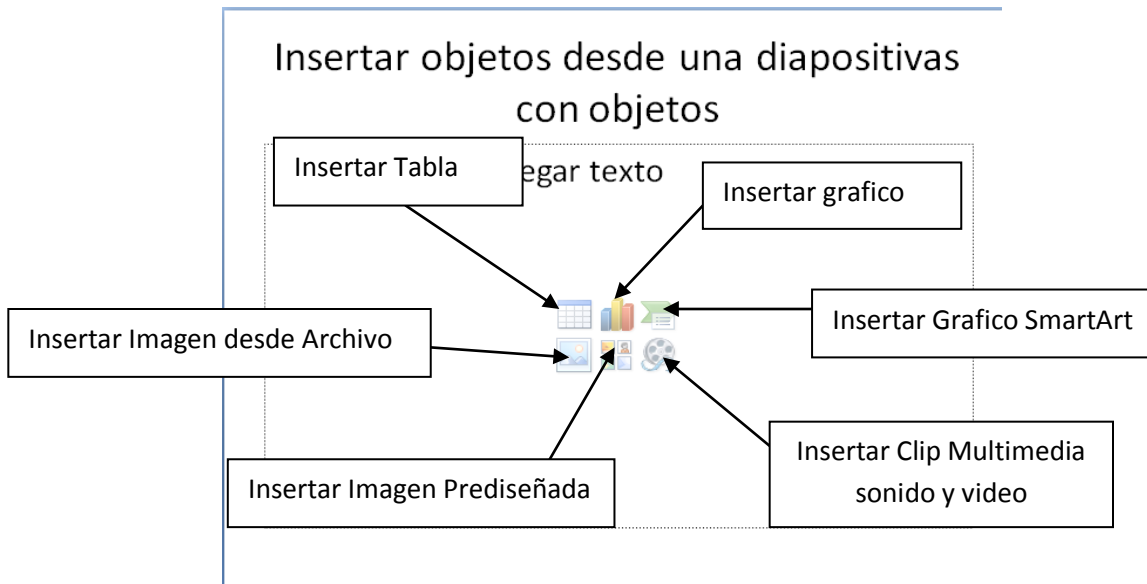 Insertar objetos desde una diapositivas
con objetos
Insertar Tabla
egar texto
Insertar grafico
Insertar Imagen desde Archivo
Insertar Grafico SmartArt
Insertar Imagen Prediseñada
Insertar Clip Multimedia
sonido y video